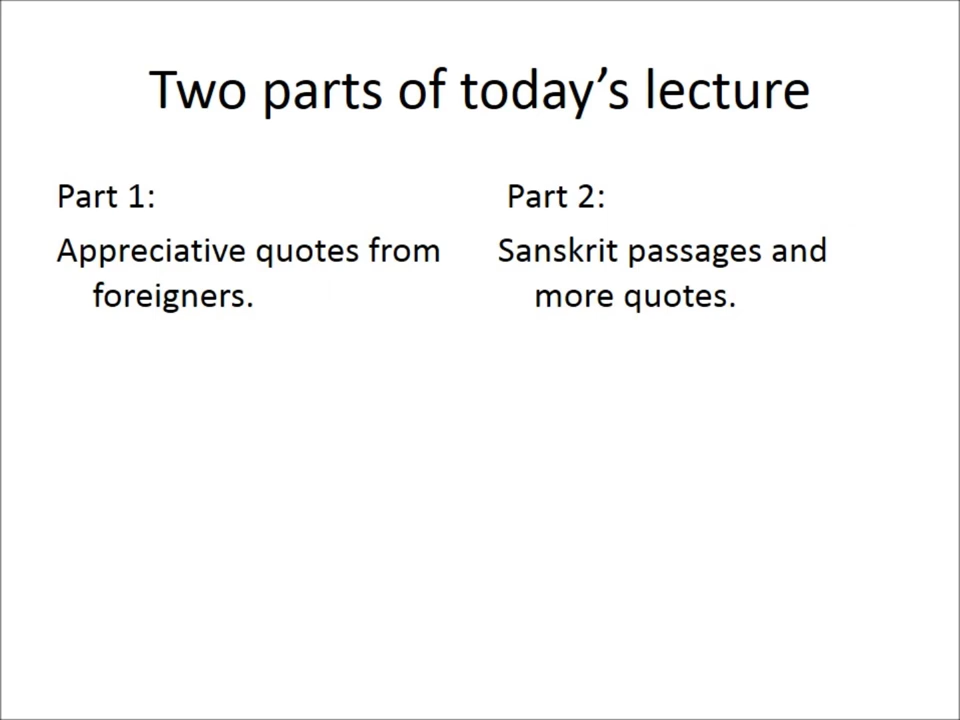 Two parts of today’s lecture
Part 1:
Appreciative quotes from
foreigners.
Part 2:
Sanskrit passages and
more quotes.